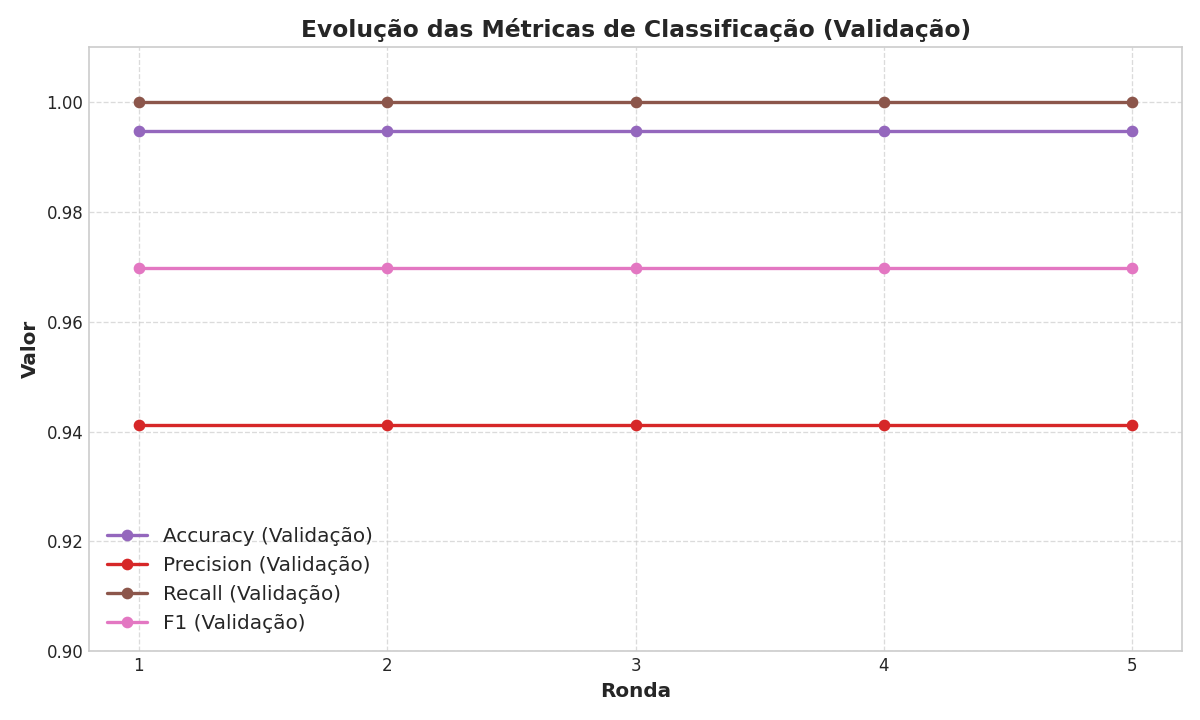 Evolução das Métricas de Classificação (Validação)
1.00
0.98
0.96
0.94
0.92
0.90
Valor
Accuracy (Validação)
Precision (Validação)
Recall (Validação)
F1 (Validação)
1 2 3 4 5
Ronda